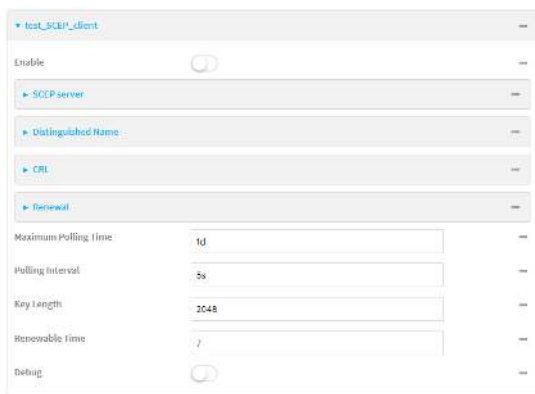 test_SCEP_client
Enable
SCEP server
Distinguished Name
CRL
Renewal
Maximum Polling Time
1d
Polling Interval
5s
Key Length
2048
Renewable Time
7
Debug